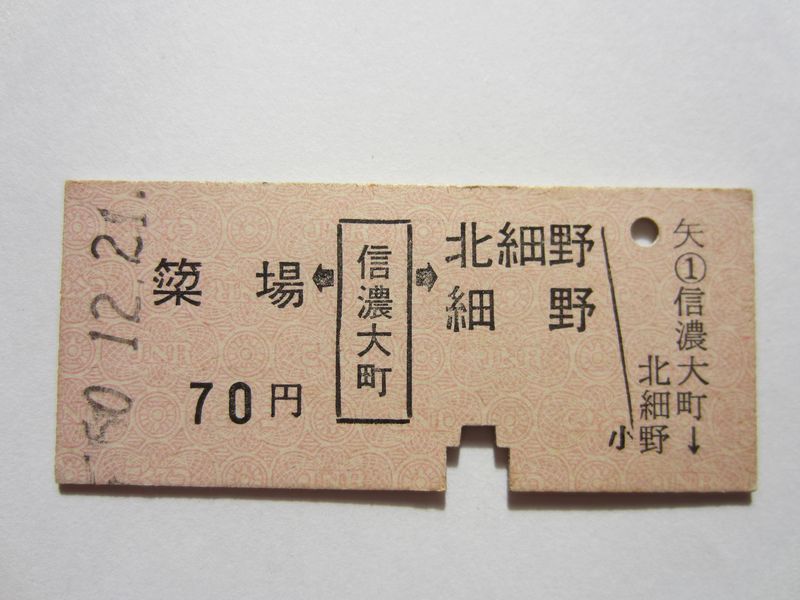 50 12.21.
簗場
信濃大町
北細野
細野
70円
矢①信濃大町→
北細野
小
JNR